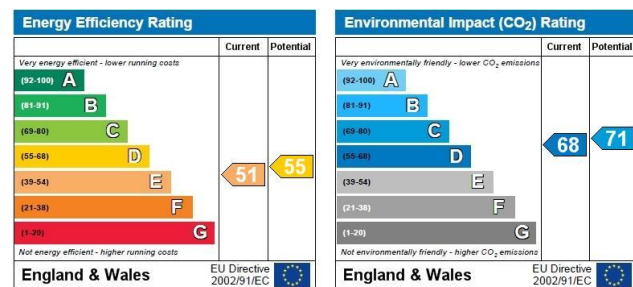 Energy Efficiency Rating
Current Potential
Very energy efficient - lower running costs
(92-100) A
(81-91) B
(69-80) C
(55-68) D
(39-54) E
(21-38) F
(1-20) G
51
55
Not energy efficient - higher running costs
England & Wales
EU Directive
2002/91/EC
Environmental Impact (CO₂) Rating
Current Potential
Very environmentally friendly - lower CO₂ emissions
(92-100) A
(81-91) B
(69-80) C
(55-68) D
(39-54) E
(21-38) F
(1-20) G
68
71
Not environmentally friendly - higher CO₂ emissions
England & Wales
EU Directive
2002/91/EC